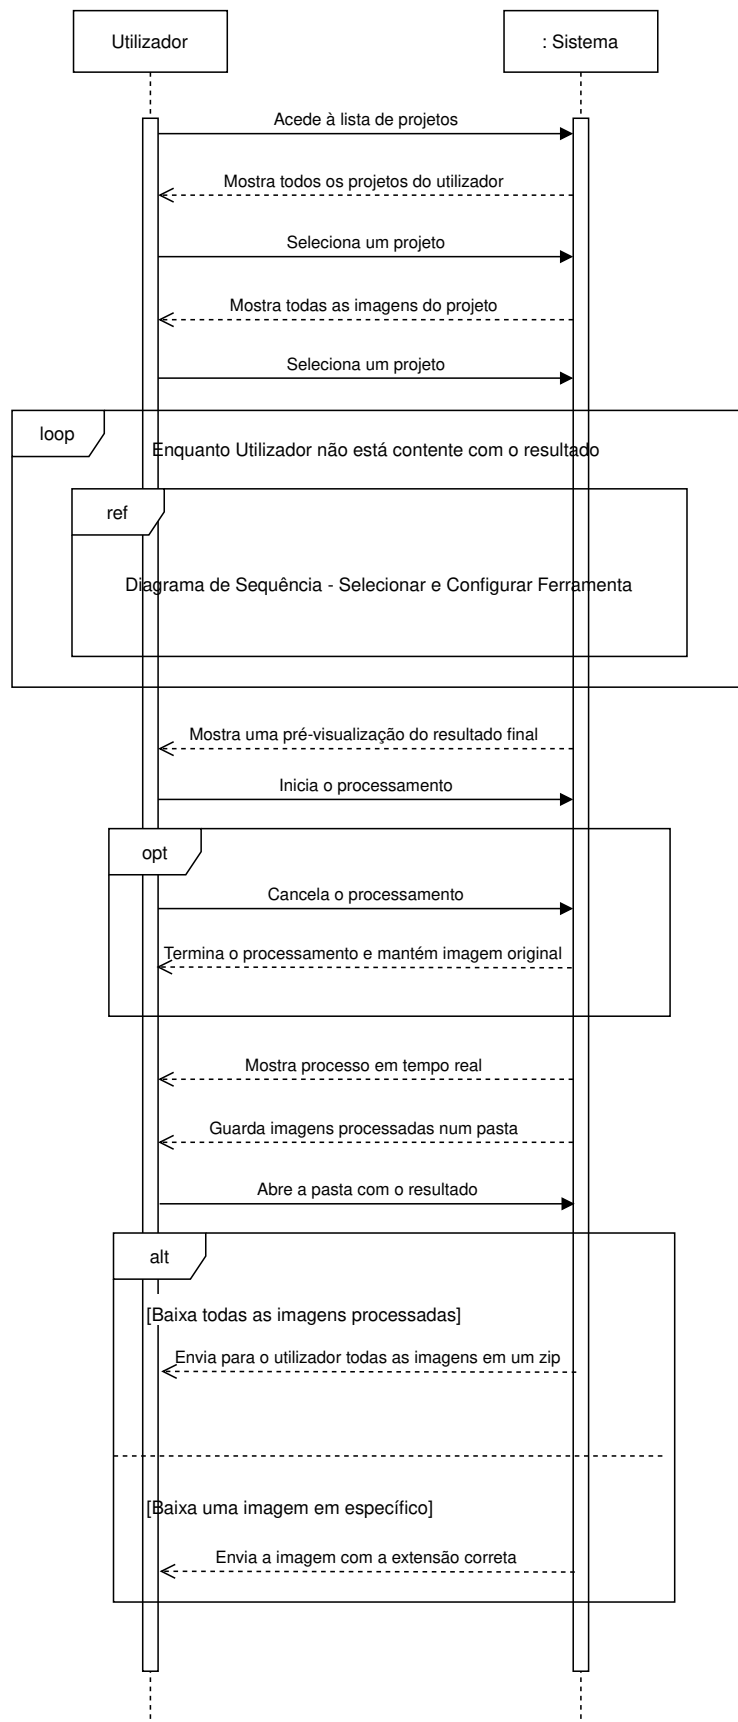 Utilizador
: Sistema
Acede à lista de projetos
Mostra todos os projetos do utilizador
Seleciona um projeto
Mostra todas as imagens do projeto
Seleciona um projeto
loop
Enquanto Utilizador não está contente com o resultado
ref
Diagrama de Sequência - Selecionar e Configurar Ferramenta
Mostra uma pré-visualização do resultado final
Inicia o processamento
opt
Cancela o processamento
Termina o processamento e mantém imagem original
Mostra processo em tempo real
Guarda imagens processadas num pasta
Abre a pasta com o resultado
alt
[Baixa todas as imagens processadas]
Envia para o utilizador todas as imagens em um zip
[Baixa uma imagem em específico]
Envia a imagem com a extensão correta